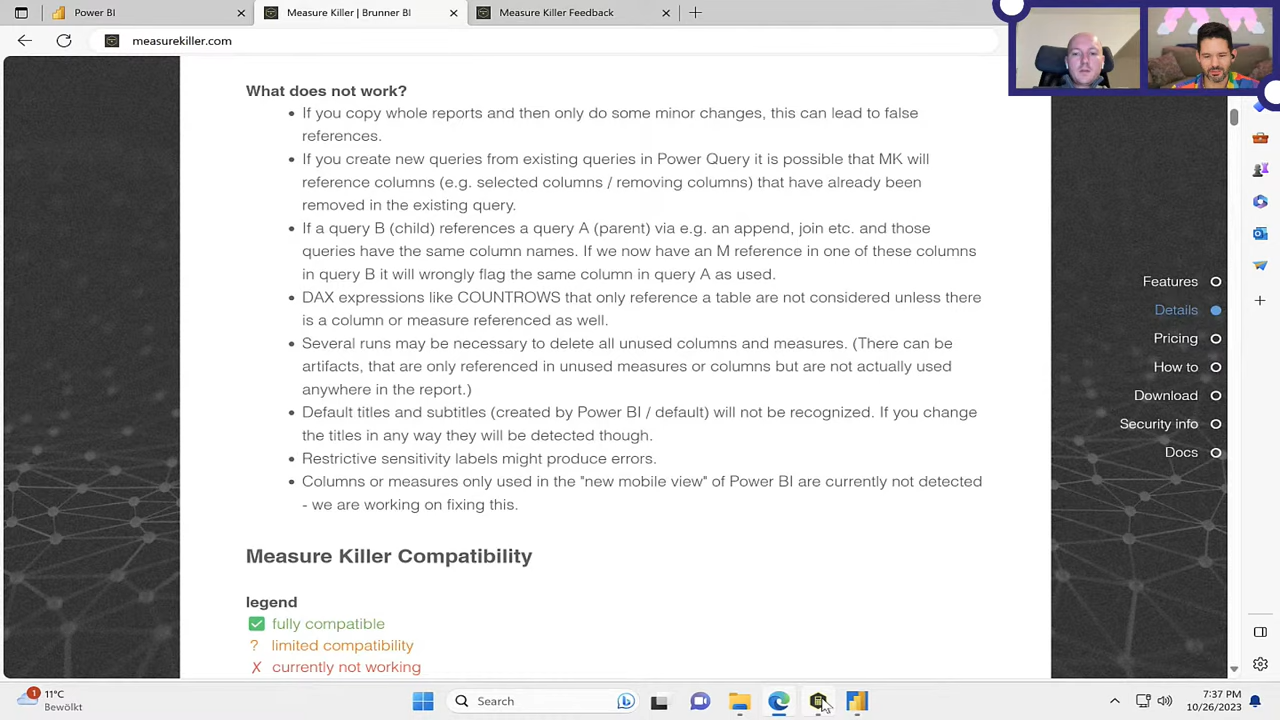 Power BI
Measure Killer | Brunner BI
Measure Killer Feedback
measurekiller.com
What does not work?
If you copy whole reports and then only do some minor changes, this can lead to false
references.
If you create new queries from existing queries in Power Query it is possible that MK will
reference columns (e.g. selected columns / removing columns) that have already been
removed in the existing query.
If a query B (child) references a query A (parent) via e.g. an append, join etc. and those
queries have the same column names. If we now have an M reference in one of these columns
in query B it will wrongly flag the same column in query A as used.
DAX expressions like COUNTROWS that only reference a table are not considered unless there
is a column or measure referenced as well.
Several runs may be necessary to delete all unused columns and measures. (There can be
artifacts, that are only referenced in unused measures or columns but are not actually used
anywhere in the report.)
Default titles and subtitles (created by Power BI / default) will not be recognized. If you change
the titles in any way they will be detected though.
Restrictive sensitivity labels might produce errors.
Columns or measures only used in the "new mobile view" of Power BI are currently not detected
- we are working on fixing this.
Measure Killer Compatibility
legend
fully compatible
? limited compatibility
✗ currently not working
Features
Details
Pricing
How to
Download
Security info
Docs
1
11°C
Bewölkt
Search
7:37 PM
10/26/2023